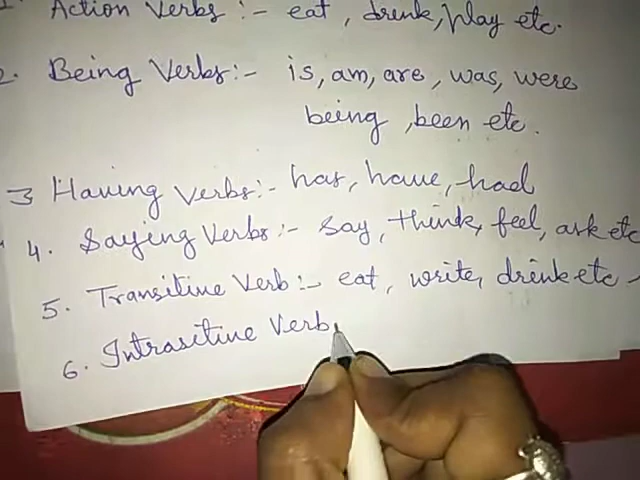 1. Action Verbs :- eat, drink, play etc.
2. Being Verbs:- is, am, are, was, were
being, been etc.
3 Having Verbs:- has, have, had
4. Saying Verbs:- say, think, feel, ask etc
5. Transitive Verb:- eat, write, drink etc-
6. Intrasitive Verb